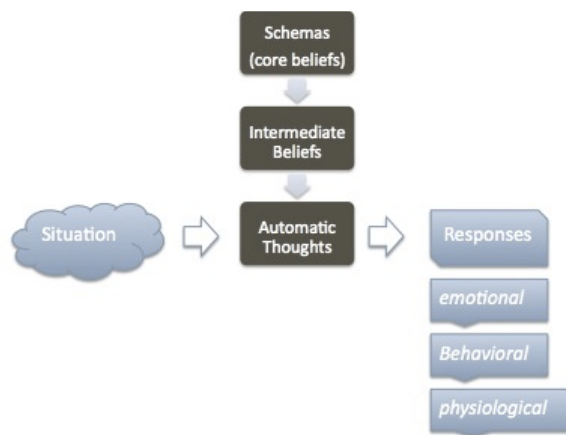 Schemas
(core beliefs)
Intermediate
Beliefs
Situation
Automatic
Thoughts
Responses
emotional
Behavioral
physiological